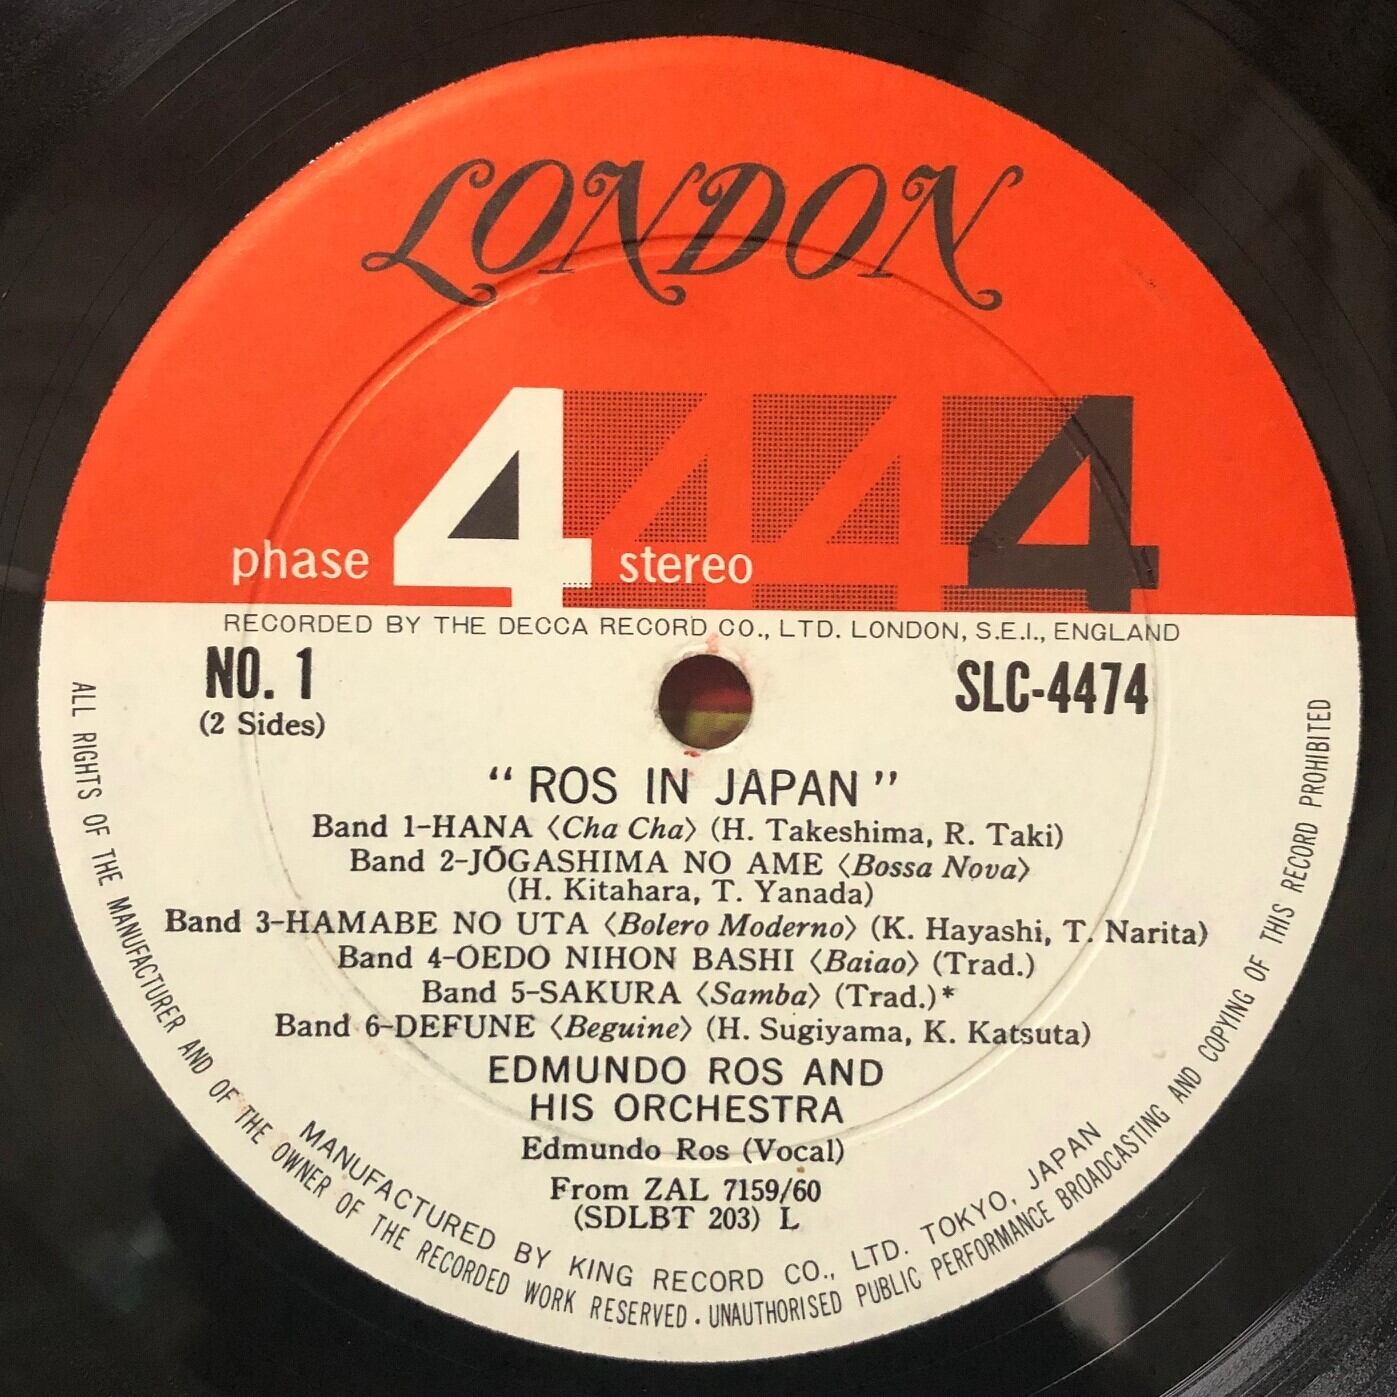 LONDON
phase 4 stereo 4 4 4
RECORDED BY THE DECCA RECORD CO., LTD. LONDON, S.E.I., ENGLAND
NO. 1
(2 Sides)
SLC-4474
“ ROS IN JAPAN ”
Band 1-HANA 〈Cha Cha〉 (H. Takeshima, R. Taki)
Band 2-JŌGASHIMA NO AME 〈Bossa Nova〉
(H. Kitahara, T. Yanada)
Band 3-HAMABE NO UTA 〈Bolero Moderno〉 (K. Hayashi, T. Narita)
Band 4-OEDO NIHON BASHI 〈Baiao〉 (Trad.)
Band 5-SAKURA 〈Samba〉 (Trad.)*
Band 6-DEFUNE 〈Beguine〉 (H. Sugiyama, K. Katsuta)
EDMUNDO ROS AND
HIS ORCHESTRA
Edmundo Ros (Vocal)
From ZAL 7159/60
(SDLBT 203) L
MANUFACTURED BY KING RECORD CO., LTD. TOKYO, JAPAN
ALL RIGHTS OF THE MANUFACTURER AND OF THE OWNER OF THE RECORDED WORK RESERVED. UNAUTHORISED PUBLIC PERFORMANCE BROADCASTING AND COPYING OF THIS RECORD PROHIBITED